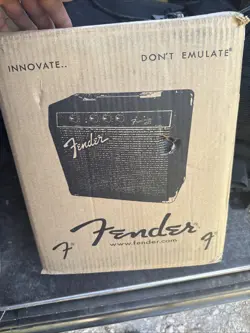 INNOVATE..
DON'T EMULATE®
Fender
Fender®
www.fender.com
F
F